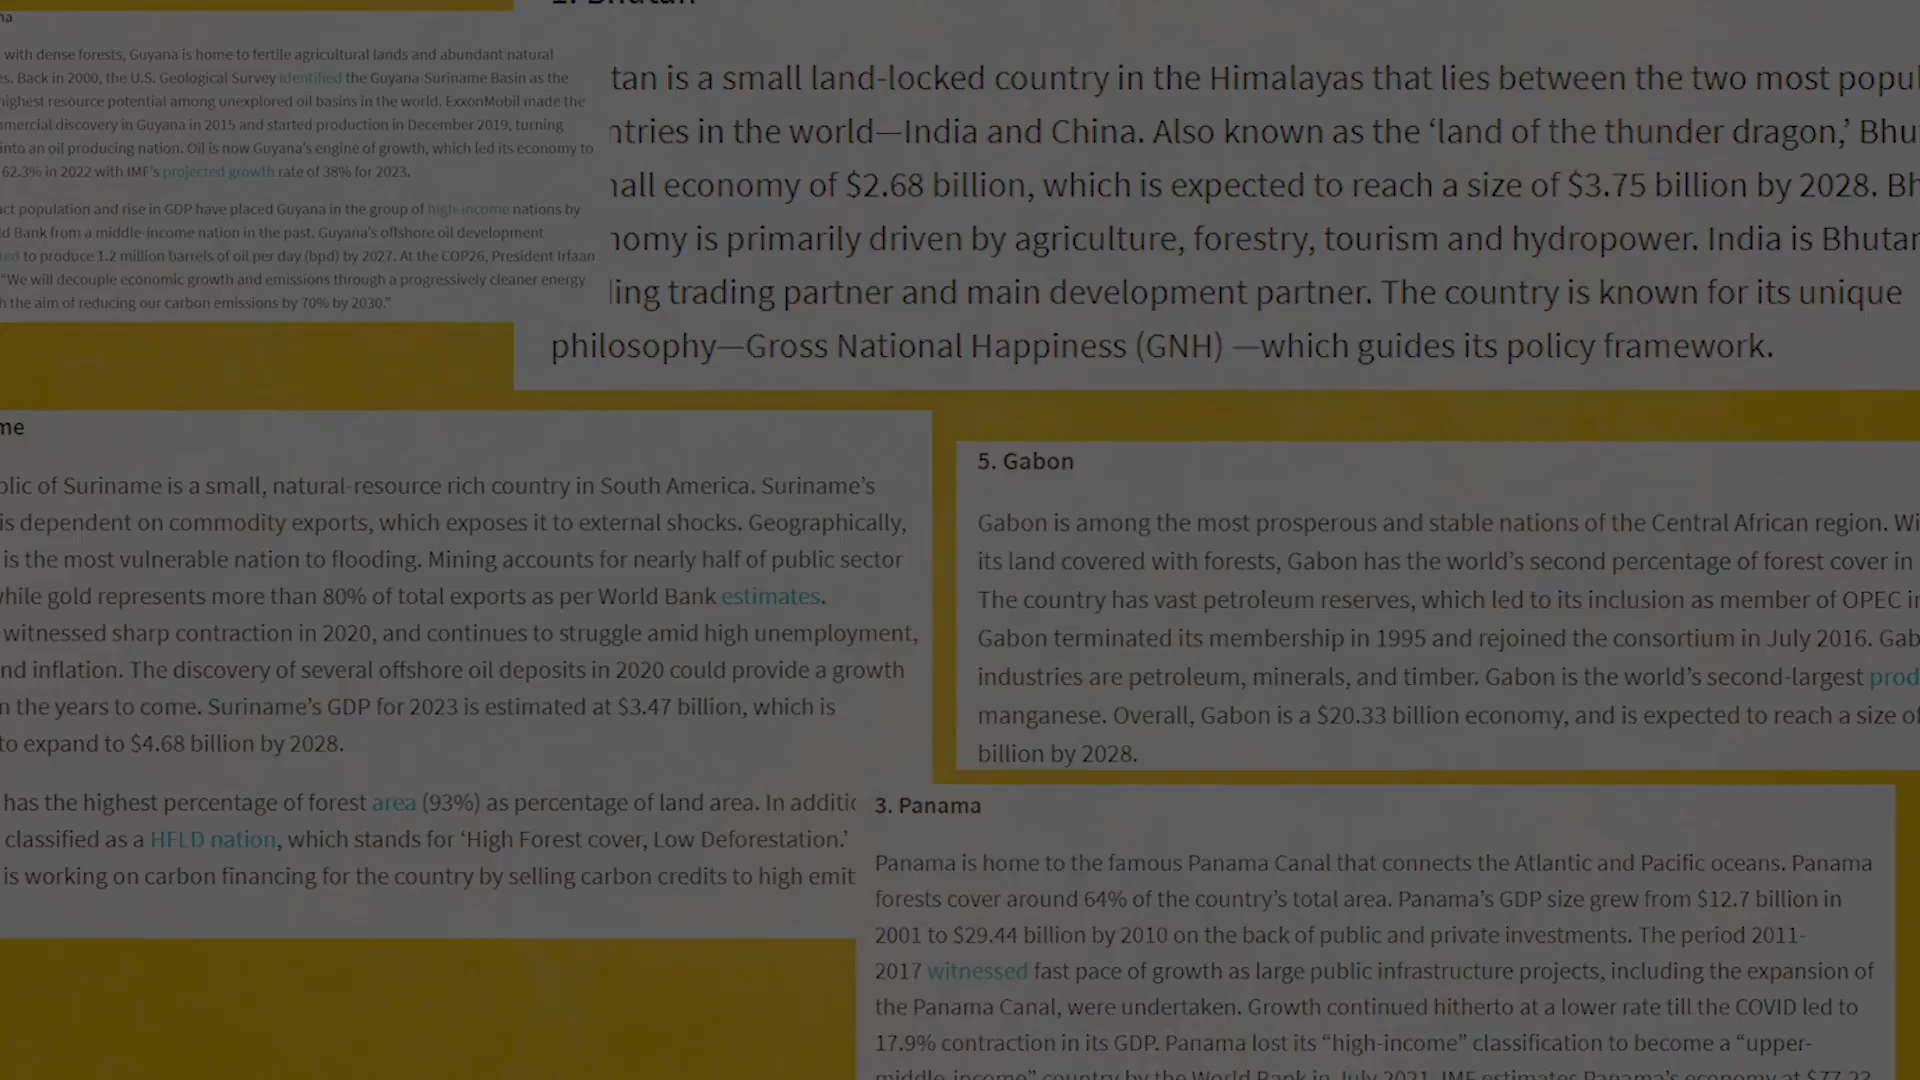 na
with dense forests, Guyana is home to fertile agricultural lands and abundant natural
es. Back in 2000, the U.S. Geological Survey identified the Guyana-Suriname Basin as the
highest resource potential among unexplored oil basins in the world. ExxonMobil made the
mmercial discovery in Guyana in 2015 and started production in December 2019, turning
into an oil producing nation. Oil is now Guyana's engine of growth, which led its economy to
62.3% in 2022 with IMF's projected growth rate of 38% for 2023.
act population and rise in GDP have placed Guyana in the group of high-income nations by
ld Bank from a middle-income nation in the past. Guyana's offshore oil development
ted to produce 1.2 million barrels of oil per day (bpd) by 2027. At the COP26, President Irfaan
"We will decouple economic growth and emissions through a progressively cleaner energy
h the aim of reducing our carbon emissions by 70% by 2030."
1. Bhutan
tan is a small land-locked country in the Himalayas that lies between the two most popul
ntries in the world—India and China. Also known as the ‘land of the thunder dragon,’ Bhu
nall economy of $2.68 billion, which is expected to reach a size of $3.75 billion by 2028. Bh
nomy is primarily driven by agriculture, forestry, tourism and hydropower. India is Bhutan
ling trading partner and main development partner. The country is known for its unique
philosophy—Gross National Happiness (GNH) —which guides its policy framework.
me
blic of Suriname is a small, natural-resource rich country in South America. Suriname's
is dependent on commodity exports, which exposes it to external shocks. Geographically,
is the most vulnerable nation to flooding. Mining accounts for nearly half of public sector
while gold represents more than 80% of total exports as per World Bank estimates.
witnessed sharp contraction in 2020, and continues to struggle amid high unemployment,
nd inflation. The discovery of several offshore oil deposits in 2020 could provide a growth
n the years to come. Suriname's GDP for 2023 is estimated at $3.47 billion, which is
to expand to $4.68 billion by 2028.
has the highest percentage of forest area (93%) as percentage of land area. In additio
classified as a HFLD nation, which stands for ‘High Forest cover, Low Deforestation.’
is working on carbon financing for the country by selling carbon credits to high emit
5. Gabon
Gabon is among the most prosperous and stable nations of the Central African region. Wi
its land covered with forests, Gabon has the world's second percentage of forest cover in
The country has vast petroleum reserves, which led to its inclusion as member of OPEC in
Gabon terminated its membership in 1995 and rejoined the consortium in July 2016. Gab
industries are petroleum, minerals, and timber. Gabon is the world's second-largest prod
manganese. Overall, Gabon is a $20.33 billion economy, and is expected to reach a size of
billion by 2028.
3. Panama
Panama is home to the famous Panama Canal that connects the Atlantic and Pacific oceans. Panama
forests cover around 64% of the country's total area. Panama's GDP size grew from $12.7 billion in
2001 to $29.44 billion by 2010 on the back of public and private investments. The period 2011-
2017 witnessed fast pace of growth as large public infrastructure projects, including the expansion of
the Panama Canal, were undertaken. Growth continued hitherto at a lower rate till the COVID led to
17.9% contraction in its GDP. Panama lost its “high-income” classification to become a “upper-
middle-income” country by the World Bank in July 2021. IMF estimates Panama's economy at $77.22